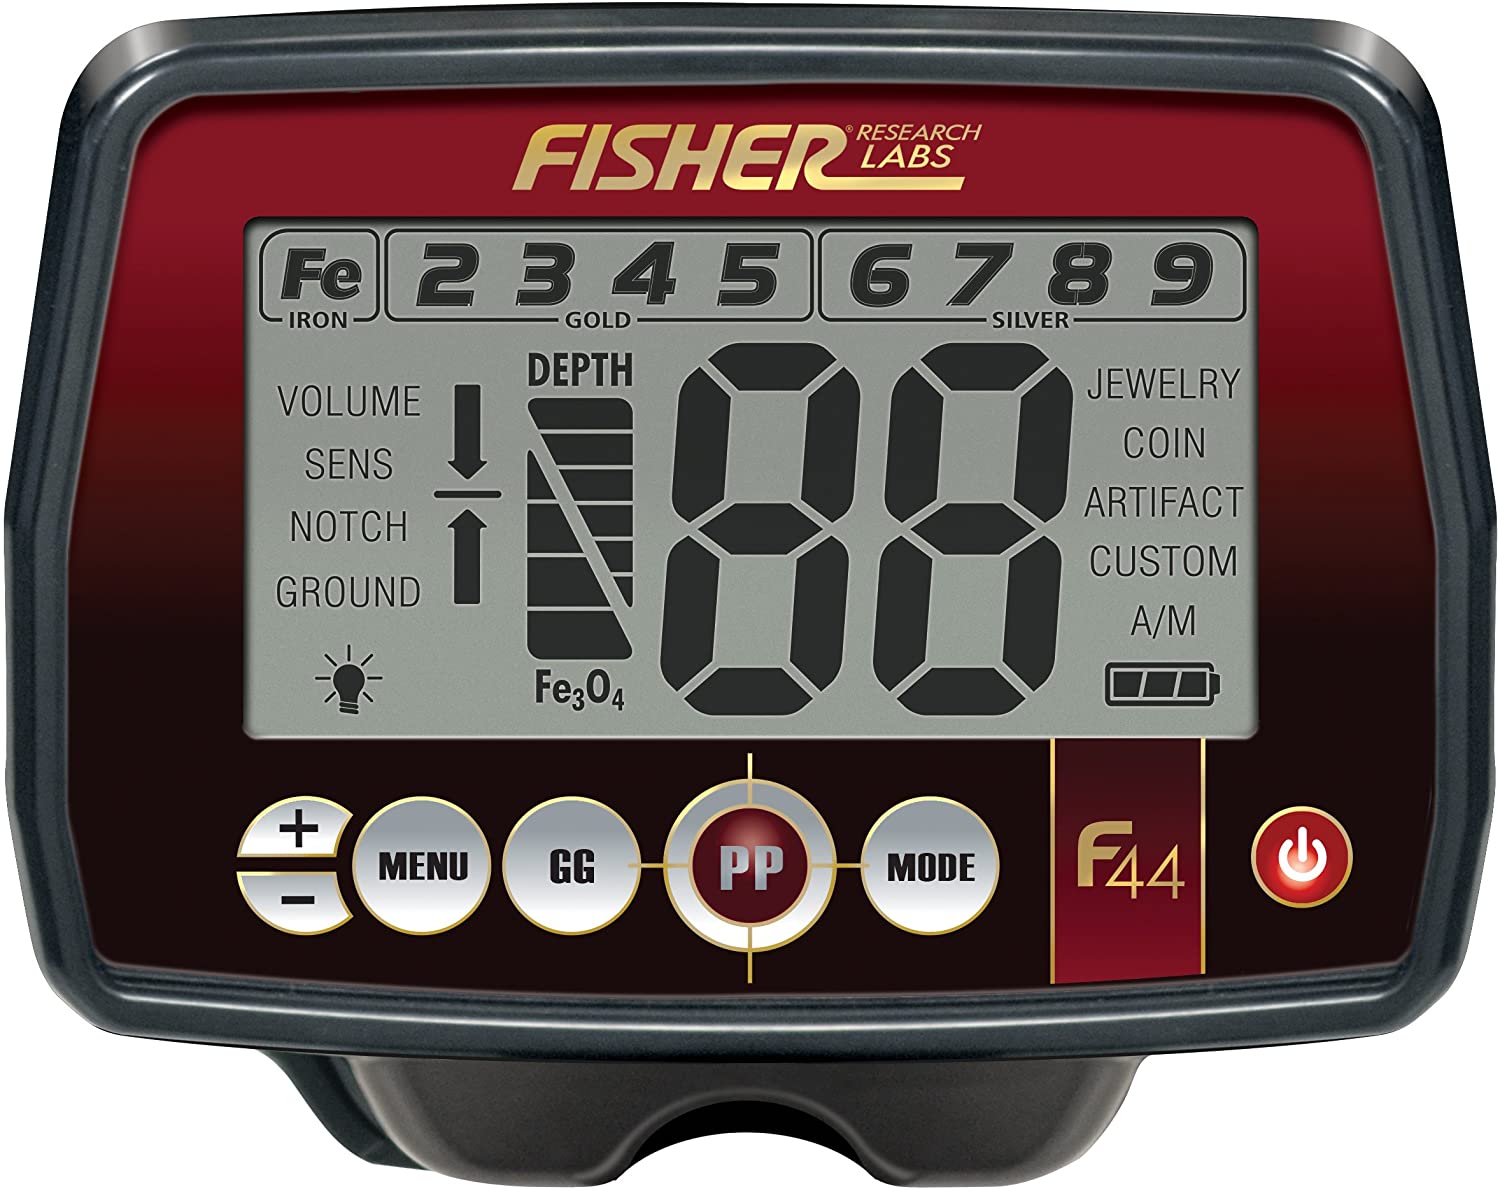 FISHER® RESEARCH
LABS
Fe 2 3 4 5 6 7 8 9
IRON GOLD SILVER
DEPTH
VOLUME
SENS
NOTCH
GROUND
88
JEWELRY
COIN
ARTIFACT
CUSTOM
A/M
Fe₃O₄
+
−
MENU
GG
PP
MODE
F44